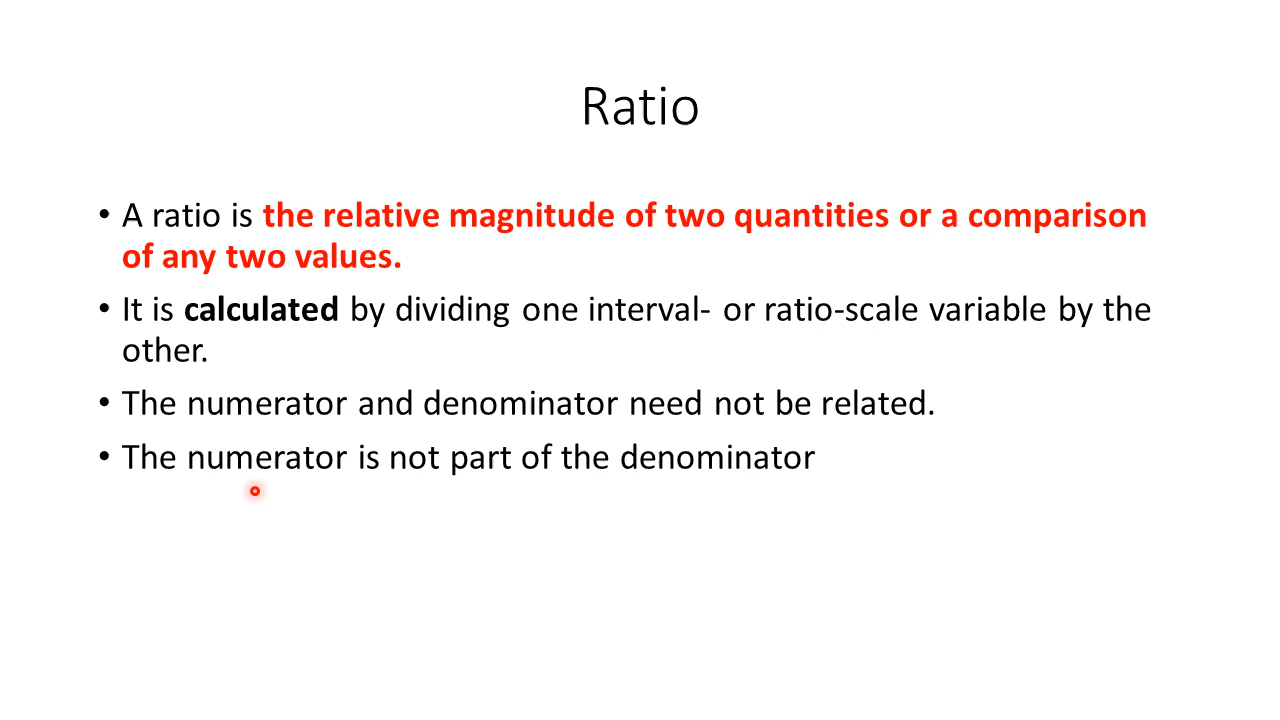 Ratio
• A ratio is the relative magnitude of two quantities or a comparison
of any two values.
• It is calculated by dividing one interval- or ratio-scale variable by the
other.
• The numerator and denominator need not be related.
• The numerator is not part of the denominator